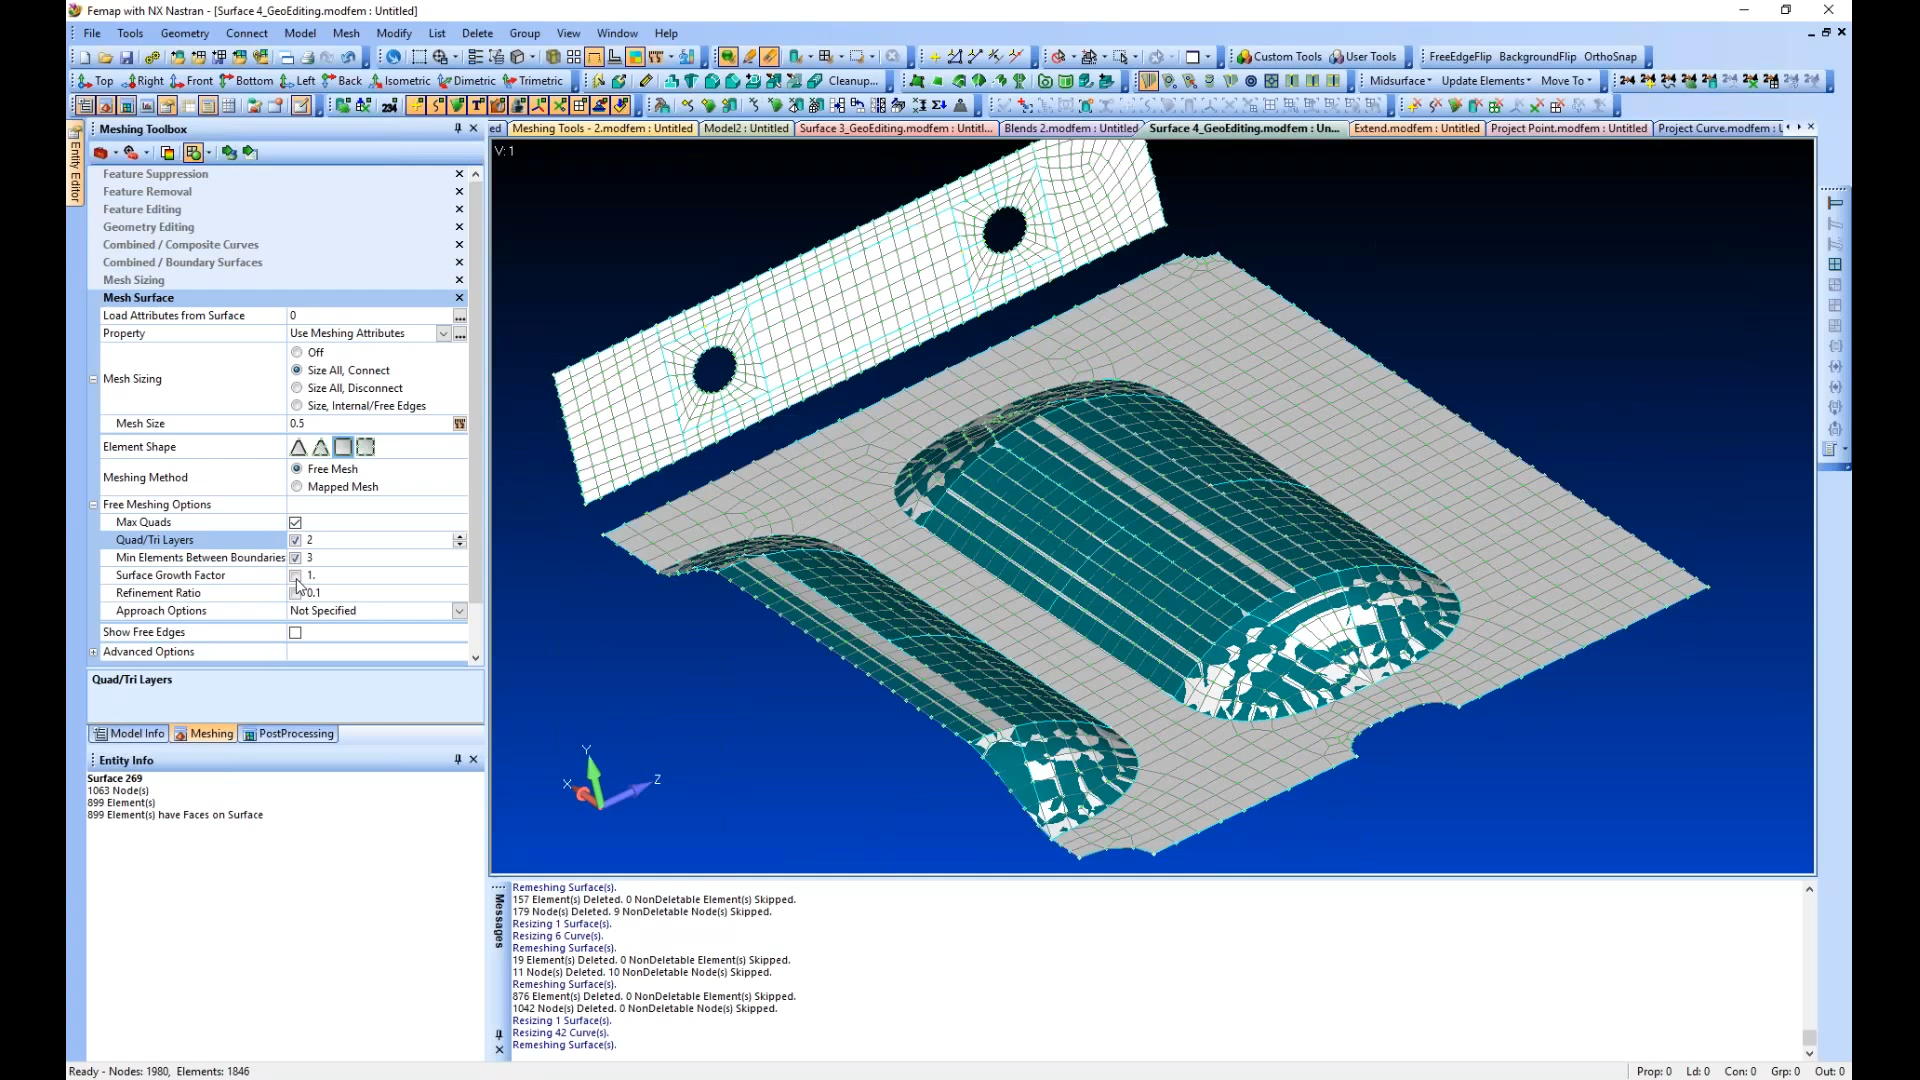 Femap with NX Nastran - [Surface 4_GeoEditing.modfem : Untitled]
File Tools Geometry Connect Model Mesh Modify List Delete Group View Window Help
Custom Tools User Tools FreeEdgeFlip BackgroundFlip OrthoSnap
Top Right Front Bottom Left Back Isometric Dimetric Trimetric Cleanup... Midsurface Update Elements Move To
234
Meshing Toolbox
ed Meshing Tools - 2.modfem : Untitled Model2 : Untitled Surface 3_GeoEditing.modfem : Untitl... Blends 2.modfem : Untitled Surface 4_GeoEditing.modfem : Un... Extend.modfem : Untitled Project Point.modfem : Untitled Project Curve.modfem : U
Entity Editor
V:1
Feature Suppression
Feature Removal
Feature Editing
Geometry Editing
Combined / Composite Curves
Combined / Boundary Surfaces
Mesh Sizing
Mesh Surface
Load Attributes from Surface 0
Property Use Meshing Attributes
Off
Mesh Sizing Size All, Connect
Size All, Disconnect
Size, Internal/Free Edges
Mesh Size 0.5
Element Shape
Free Mesh
Meshing Method
Mapped Mesh
Free Meshing Options
Max Quads
Quad/Tri Layers 2
Min Elements Between Boundaries 3
Surface Growth Factor 1.
Refinement Ratio 0.1
Approach Options Not Specified
Show Free Edges
Advanced Options
Quad/Tri Layers
Model Info Meshing PostProcessing
Entity Info
Surface 269
1063 Node(s)
899 Element(s)
899 Element(s) have Faces on Surface
Y
X
Z
Messages
Remeshing Surface(s).
157 Element(s) Deleted. 0 NonDeletable Element(s) Skipped.
179 Node(s) Deleted. 9 NonDeletable Node(s) Skipped.
Resizing 1 Surface(s).
Resizing 6 Curve(s).
Remeshing Surface(s).
19 Element(s) Deleted. 0 NonDeletable Element(s) Skipped.
11 Node(s) Deleted. 10 NonDeletable Node(s) Skipped.
Remeshing Surface(s).
876 Element(s) Deleted. 0 NonDeletable Element(s) Skipped.
1042 Node(s) Deleted. 0 NonDeletable Node(s) Skipped.
Resizing 1 Surface(s).
Resizing 42 Curve(s).
Remeshing Surface(s).
Ready - Nodes: 1980, Elements: 1846
Prop: 0 Ld: 0 Con: 0 Grp: 0 Out: 0